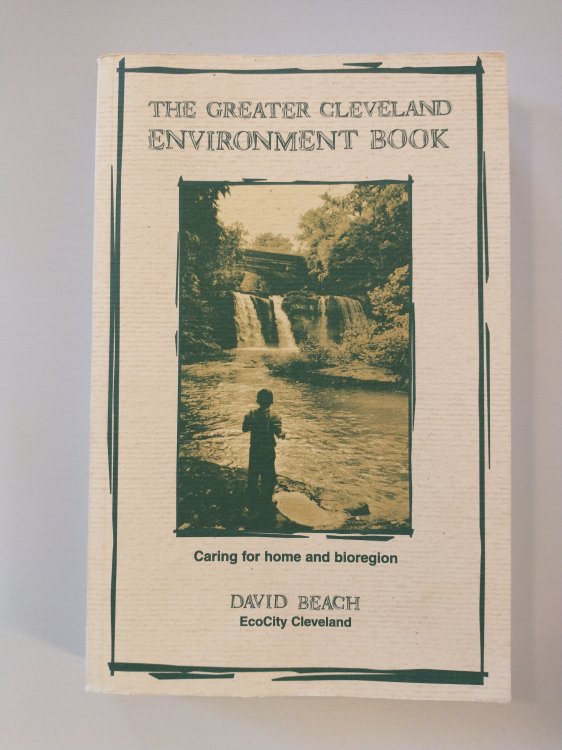 THE GREATER CLEVELAND
ENVIRONMENT BOOK
Caring for home and bioregion
DAVID BEACH
EcoCity Cleveland